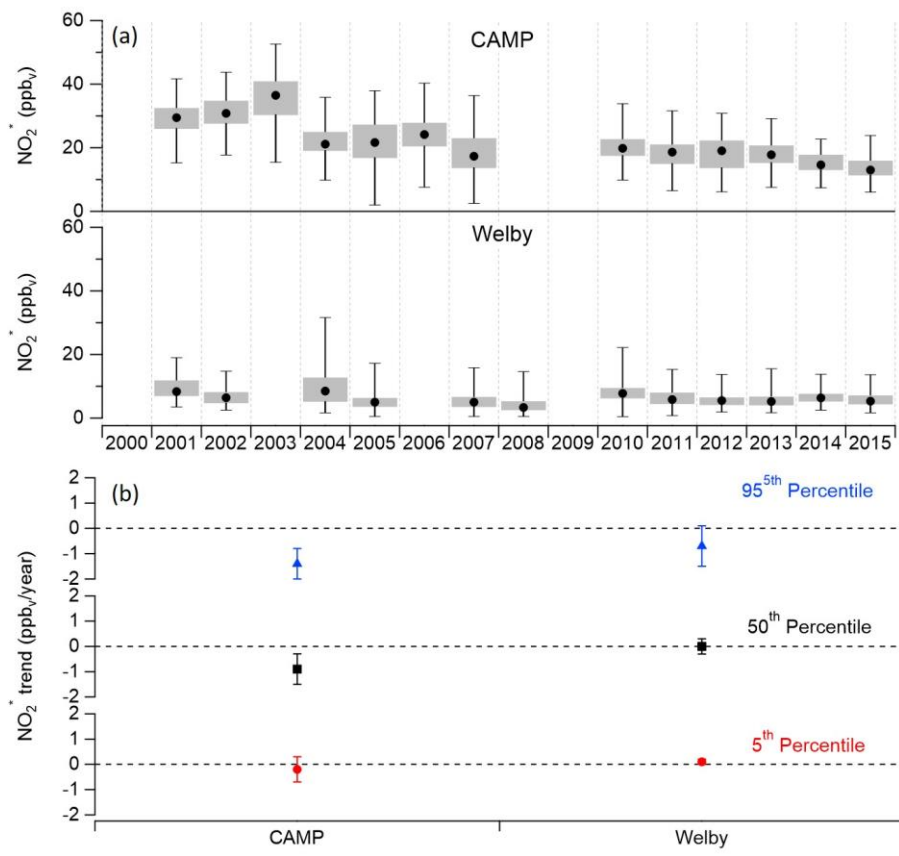 (a)
CAMP
NO₂* (ppbᵥ)
60
40
20
0
Welby
NO₂* (ppbᵥ)
60
40
20
0
2000 2001 2002 2003 2004 2005 2006 2007 2008 2009 2010 2011 2012 2013 2014 2015
(b)
NO₂* trend (ppbᵥ/year)
95⁵ᵗʰ Percentile
2
1
0
-1
-2
50ᵗʰ Percentile
2
1
0
-1
-2
5ᵗʰ Percentile
2
1
0
-1
-2
CAMP Welby